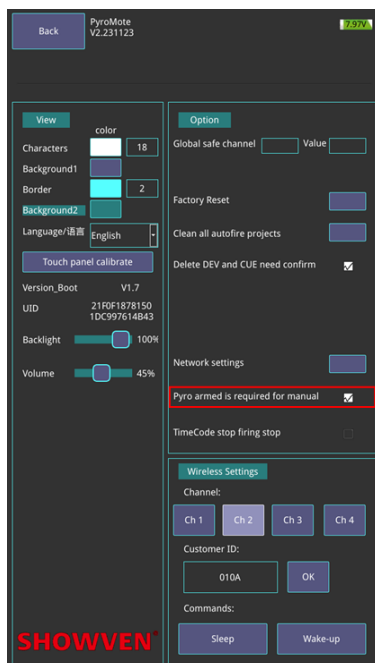 Back
PyroMote
V2.231123
7.97V
View
color
Characters
18
Background1
Border
2
Background2
Language/语言
English
Touch panel calibrate
Version_Boot
V1.7
UID
21F0F1878150
1DC997614B43
Backlight
100%
Volume
45%
SHOWVEN
Option
Global safe channel
Value
Factory Reset
Clean all autofire projects
Delete DEV and CUE need confirm
Network settings
Pyro armed is required for manual
TimeCode stop firing stop
Wireless Settings
Channel:
Ch 1
Ch 2
Ch 3
Ch 4
Customer ID:
010A
OK
Commands:
Sleep
Wake-up